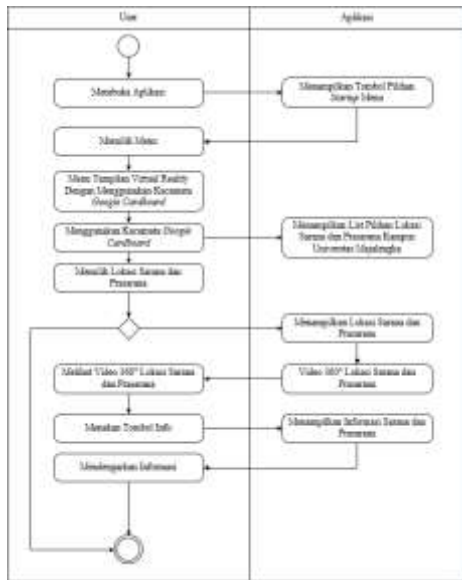 User
Aplikasi
Membuka Aplikasi
Menampilkan Tombol Pilihan
Startup Menu
Memilih Menu
Menu Tampilan Virtual Reality
Dengan Menggunakan Kacamata
Google Cardboard
Menggunakan Kacamata Google
Cardboard
Menampilkan List Pilihan Lokasi
Sarana dan Prasarana Kampus
Universitas Majalengka
Memilih Lokasi Sarana dan
Prasarana
Menampilkan Lokasi Sarana dan
Prasarana
Melihat Video 360° Lokasi Sarana
dan Prasarana
Video 360° Lokasi Sarana dan
Prasarana
Menekan Tombol Info
Menampilkan Informasi Sarana dan
Prasarana
Mendengarkan Informasi